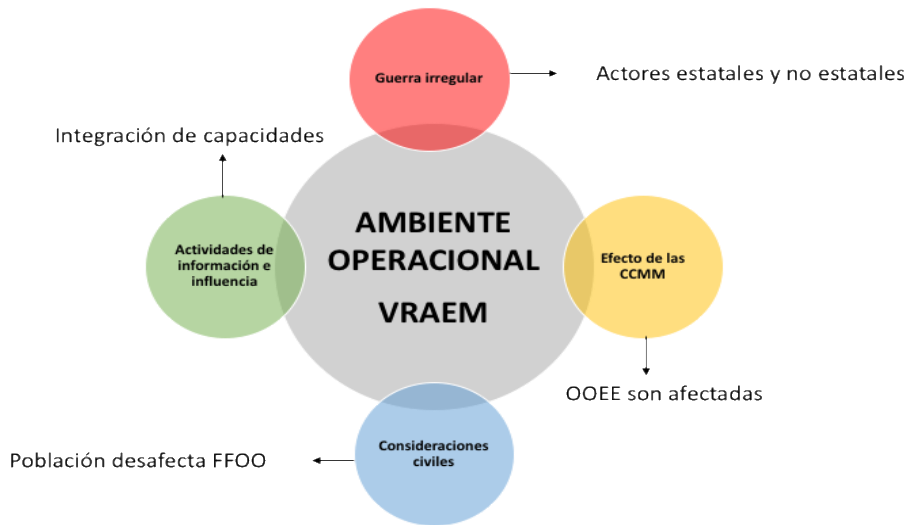 Guerra irregular
Actores estatales y no estatales
Integración de capacidades
AMBIENTE
OPERACIONAL
VRAEM
Actividades de
información e
influencia
Efecto de las
CCMM
OOEE son afectadas
Consideraciones
civiles
Población desafecta FFOO